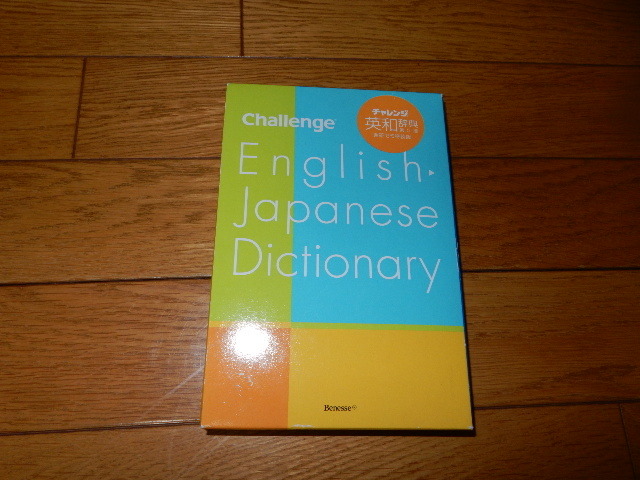 Challenge
チャレンジ
英和辞典
English▸
Japanese
Dictionary
Benesse